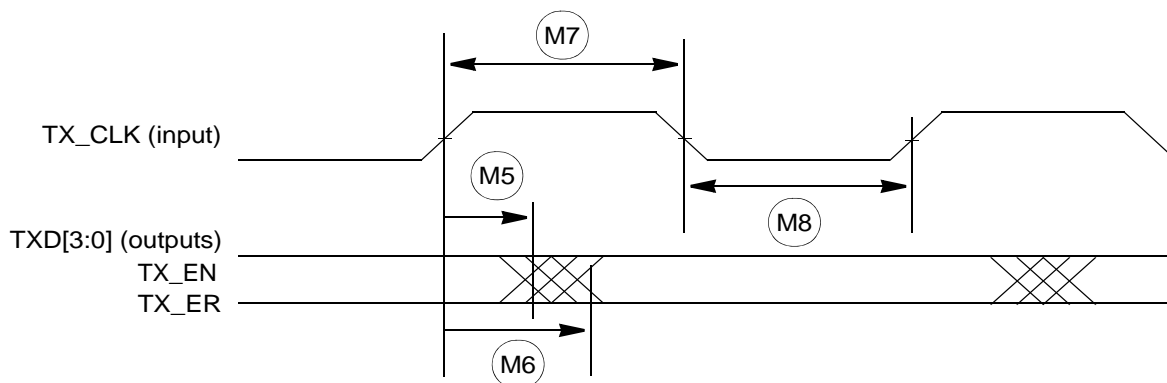 M7
TX_CLK (input)
M5
M8
TXD[3:0] (outputs)
TX_EN
TX_ER
M6